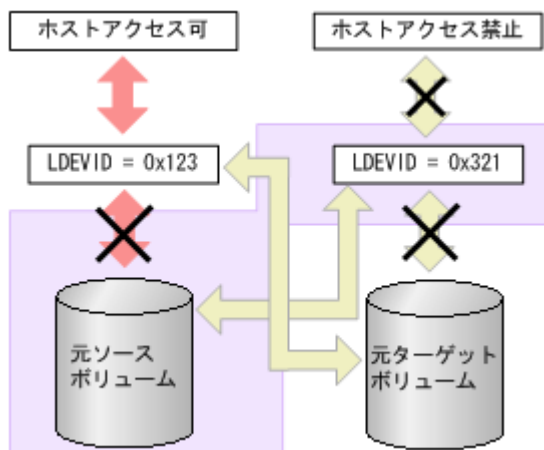 ホストアクセス可
ホストアクセス禁止
LDEVID = 0x123
LDEVID = 0x321
元ソース
ボリューム
元ターゲット
ボリューム